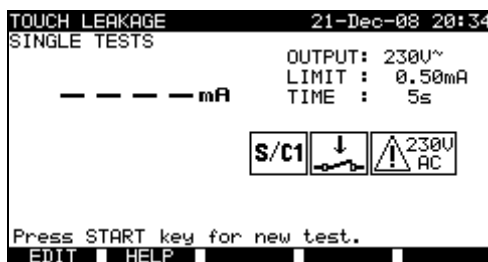 TOUCH LEAKAGE 21-Dec-08 20:34
SINGLE TESTS
OUTPUT: 230V~
LIMIT : 0.50mA
TIME : 5s
– – – – mA
S/C1
230V
AC
Press START key for new test.
EDIT HELP